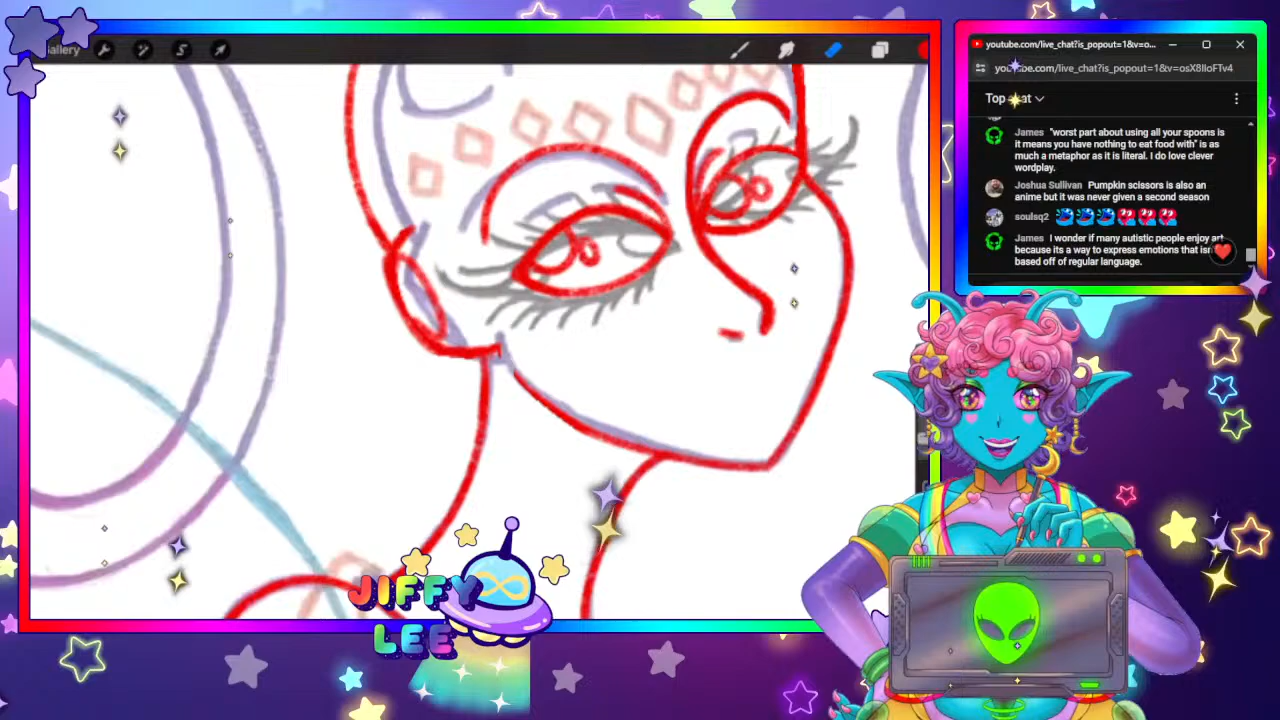 allery
youtube.com/live_chat?is_popout=1&v=o...
youtube.com/live_chat?is_popout=1&v=osX8lIoFTv4
Top chat
James "worst part about using all your spoons is
it means you have nothing to eat food with" is as
much a metaphor as it is literal. I do love clever
wordplay.
Joshua Sullivan Pumpkin scissors is also an
anime but it was never given a second season
soulsq2
James I wonder if many autistic people enjoy art
because its a way to express emotions that isn
based off of regular language.
JIFFY
LEE